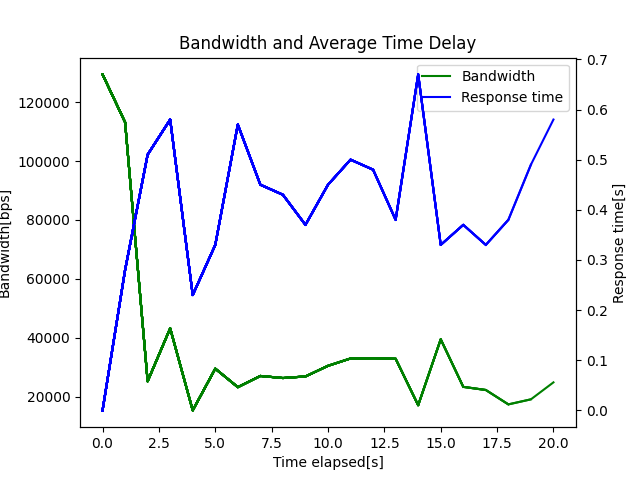 Bandwidth and Average Time Delay
Bandwidth
Response time
120000
100000
80000
60000
40000
20000
Bandwidth[bps]
0.7
0.6
0.5
0.4
0.3
0.2
0.1
0.0
Response time[s]
0.0 2.5 5.0 7.5 10.0 12.5 15.0 17.5 20.0
Time elapsed[s]